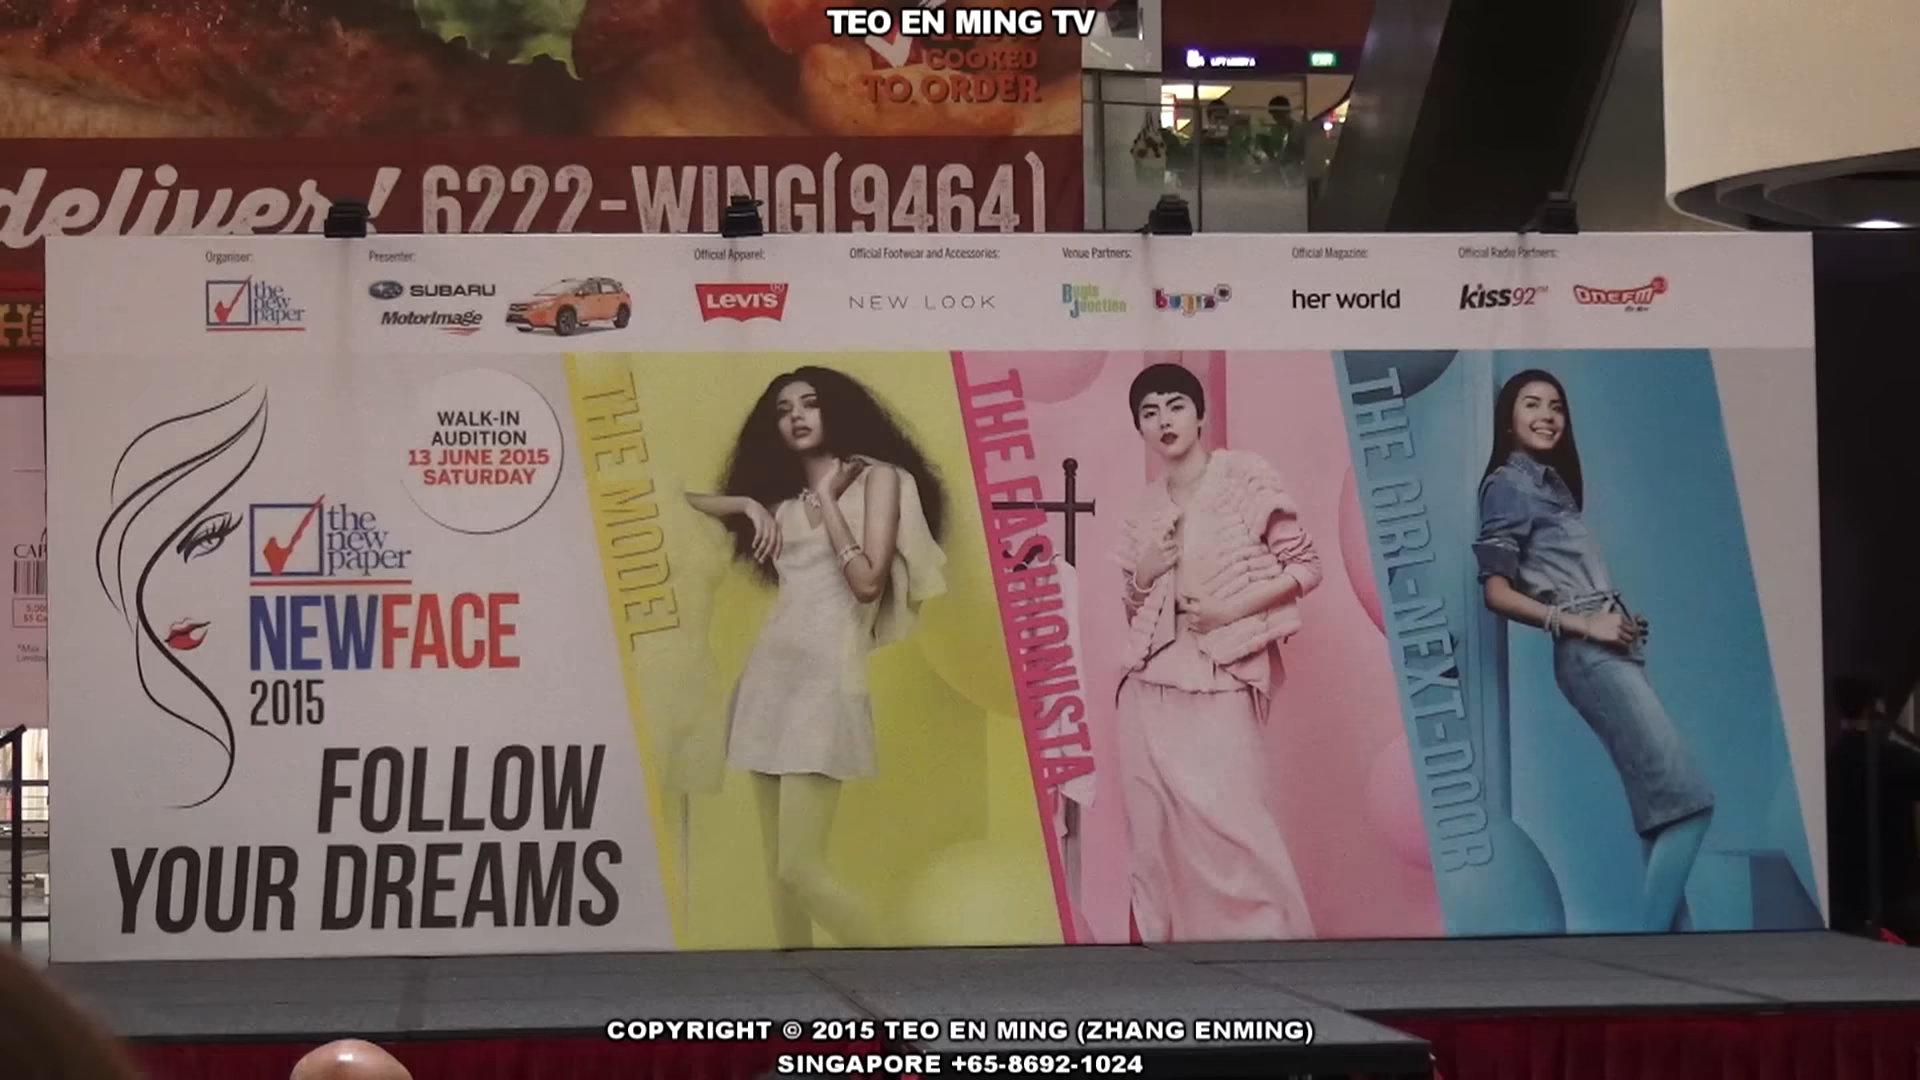 TEO EN MING TV
COOKED
TO ORDER
EXIT
deliver! 6222-WING(9464)
Organiser:
the
new
paper
Presenter:
SUBARU
MotorImage
Official Apparel:
LEVI'S
Official Footwear and Accessories:
NEW LOOK
Venue Partners:
Bugis
Junction
bugis+
Official Magazine:
her world
Official Radio Partners:
kiss92
ONEFM
WALK-IN
AUDITION
13 JUNE 2015
SATURDAY
the
new
paper
NEWFACE
2015
FOLLOW
YOUR DREAMS
THE MODEL
THE FASHIONISTA
THE GIRL-NEXT-DOOR
COPYRIGHT © 2015 TEO EN MING (ZHANG ENMING)
SINGAPORE +65-8692-1024